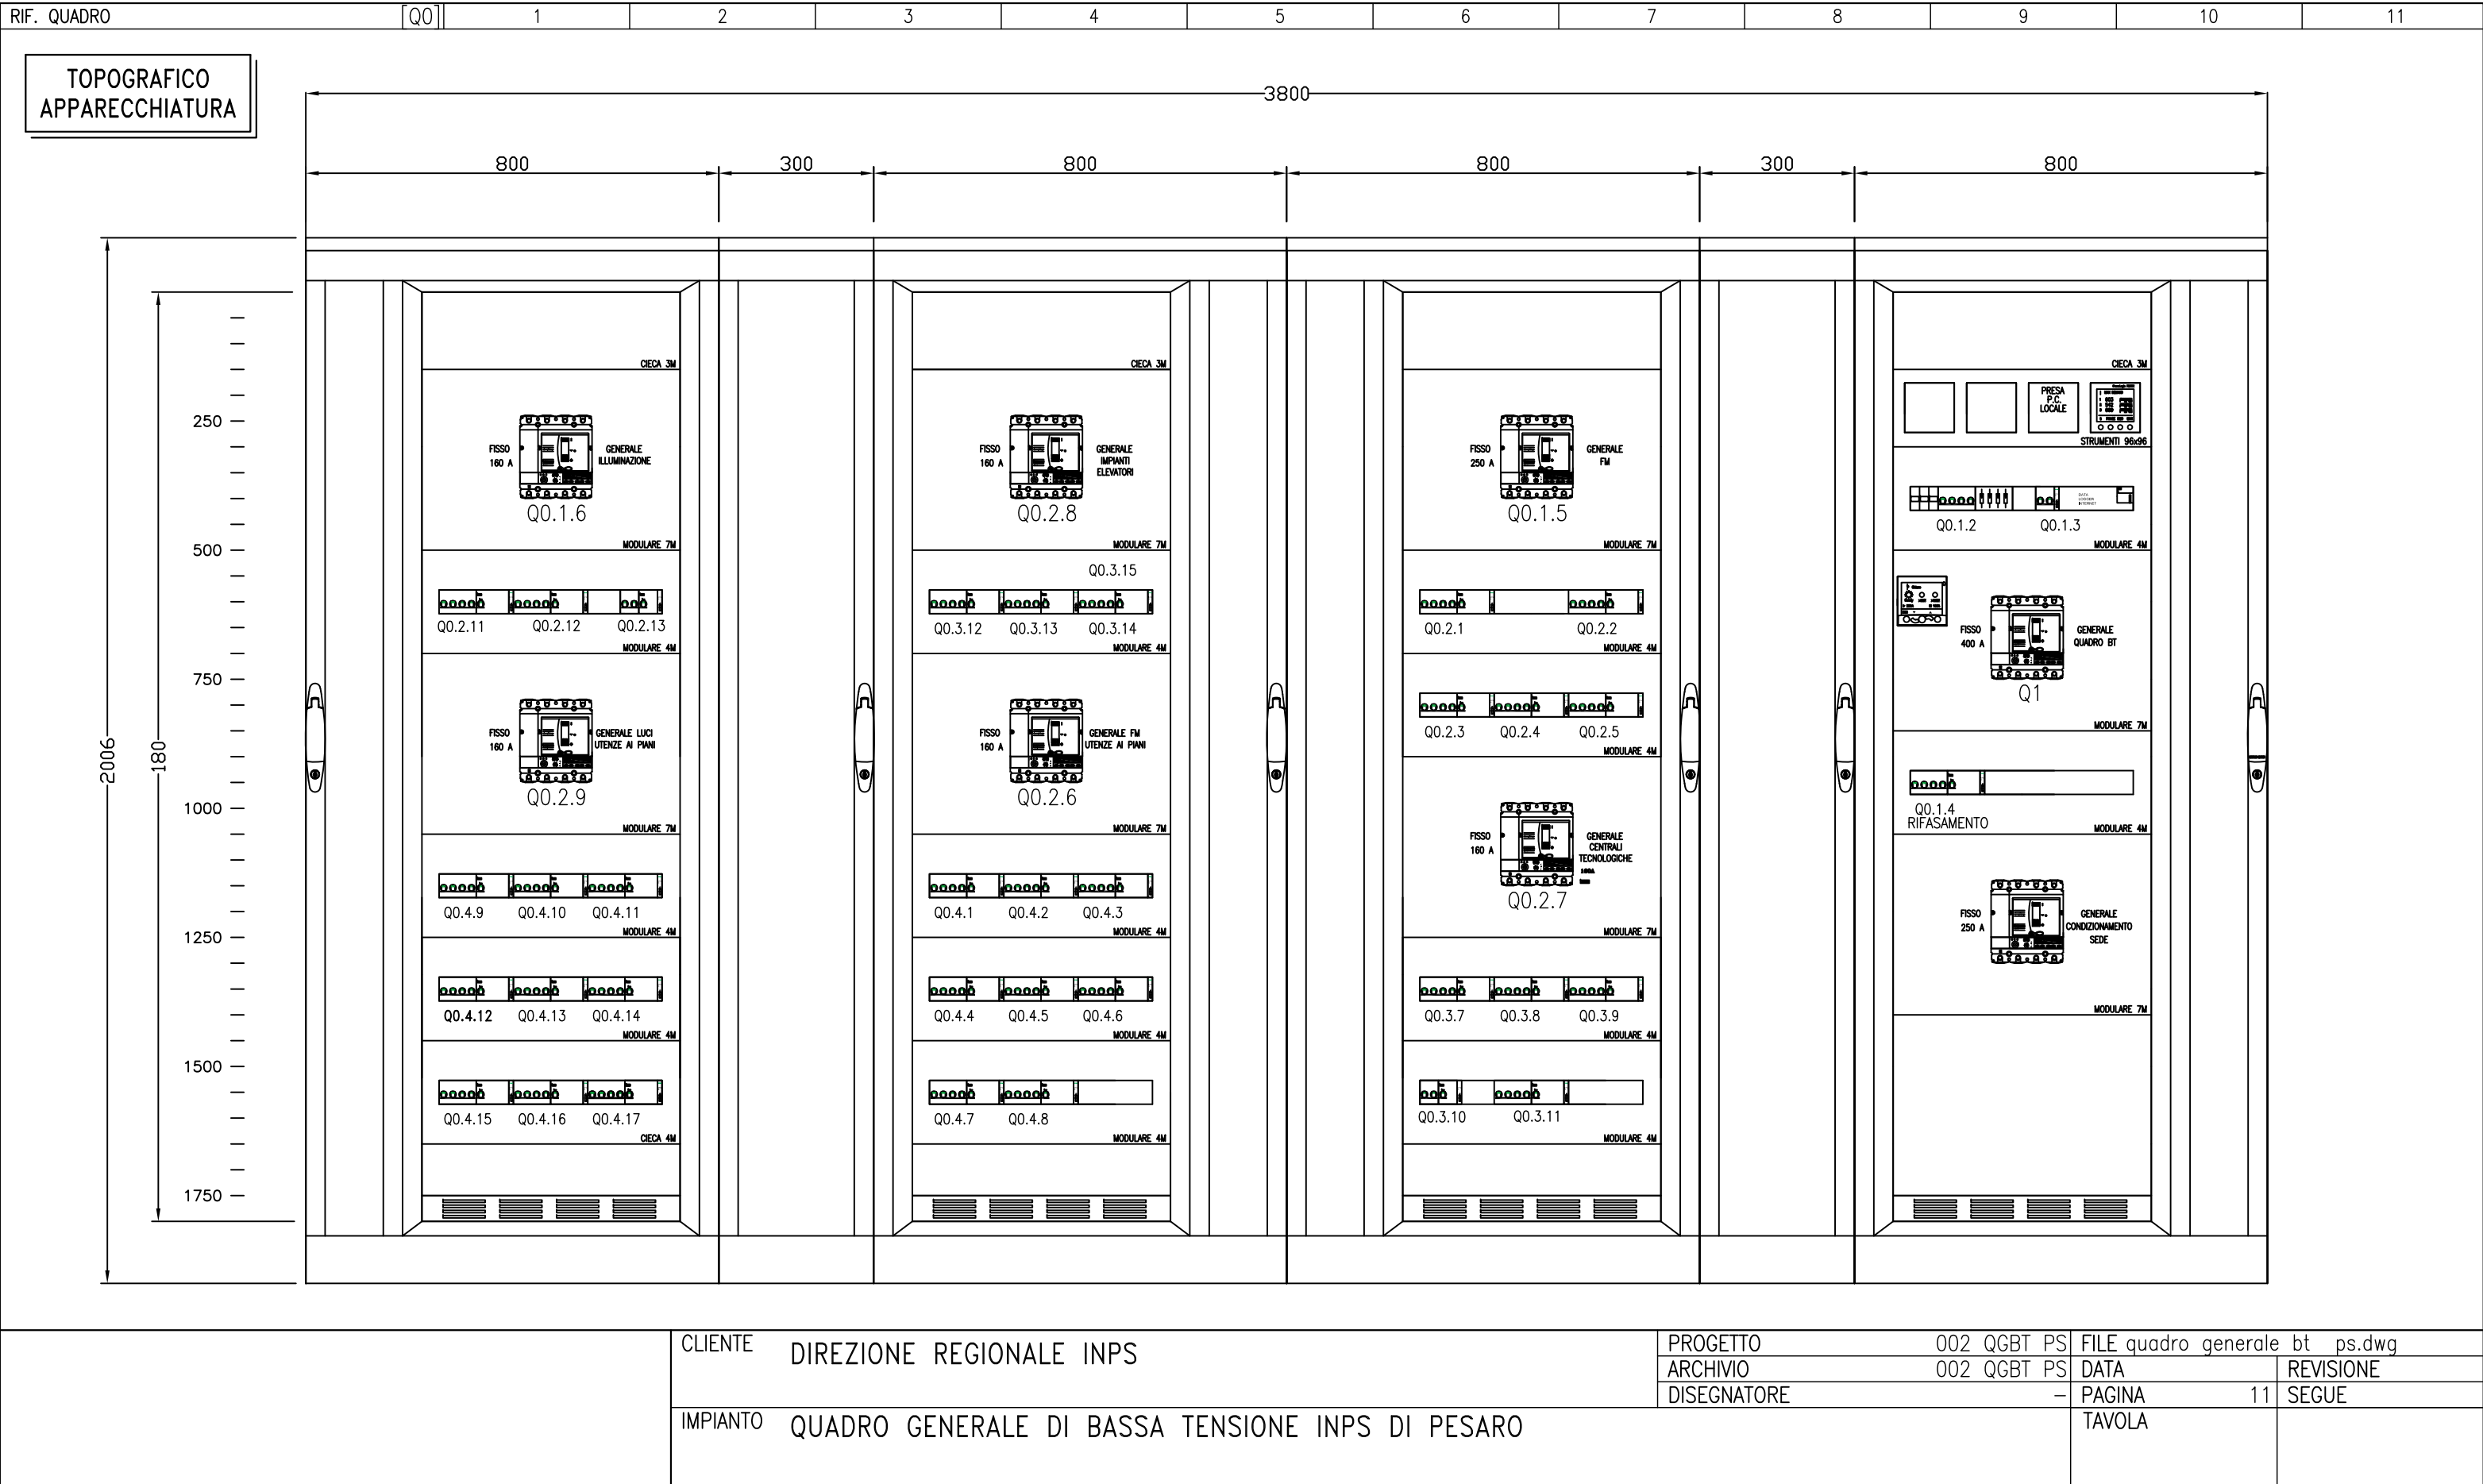 RIF. QUADRO [Q0] 1 2 3 4 5 6 7 8 9 10 11
TOPOGRAFICO
APPARECCHIATURA
3800
800 300 800 800 300 800
2006
180
250
500
750
1000
1250
1500
1750
CIECA 3M
FISSO
160 A
GENERALE
ILLUMINAZIONE
Q0.1.6
MODULARE 7M
Q0.2.11 Q0.2.12 Q0.2.13
MODULARE 4M
FISSO
160 A
GENERALE LUCI
UTENZE AI PIANI
Q0.2.9
MODULARE 7M
Q0.4.9 Q0.4.10 Q0.4.11
MODULARE 4M
Q0.4.12 Q0.4.13 Q0.4.14
MODULARE 4M
Q0.4.15 Q0.4.16 Q0.4.17
CIECA 4M
CIECA 3M
FISSO
160 A
GENERALE
IMPIANTI
ELEVATORI
Q0.2.8
MODULARE 7M
Q0.3.15
Q0.3.12 Q0.3.13 Q0.3.14
MODULARE 4M
FISSO
160 A
GENERALE FM
UTENZE AI PIANI
Q0.2.6
MODULARE 7M
Q0.4.1 Q0.4.2 Q0.4.3
MODULARE 4M
Q0.4.4 Q0.4.5 Q0.4.6
MODULARE 4M
Q0.4.7 Q0.4.8
MODULARE 4M
FISSO
250 A
GENERALE
FM
Q0.1.5
MODULARE 7M
Q0.2.1 Q0.2.2
MODULARE 4M
Q0.2.3 Q0.2.4 Q0.2.5
MODULARE 4M
FISSO
160 A
GENERALE
CENTRALI
TECNOLOGICHE
Q0.2.7
MODULARE 7M
Q0.3.7 Q0.3.8 Q0.3.9
MODULARE 4M
Q0.3.10 Q0.3.11
MODULARE 4M
CIECA 3M
PRESA
P.C.
LOCALE
STRUMENTI 96x96
Q0.1.2 Q0.1.3
MODULARE 4M
FISSO
400 A
GENERALE
QUADRO BT
Q1
MODULARE 7M
Q0.1.4
RIFASAMENTO
MODULARE 4M
FISSO
250 A
GENERALE
CONDIZIONAMENTO
SEDE
MODULARE 7M
CLIENTE DIREZIONE REGIONALE INPS
IMPIANTO QUADRO GENERALE DI BASSA TENSIONE INPS DI PESARO
PROGETTO 002 QGBT PS FILE quadro generale bt ps.dwg
ARCHIVIO 002 QGBT PS DATA REVISIONE
DISEGNATORE - PAGINA 11 SEGUE
TAVOLA